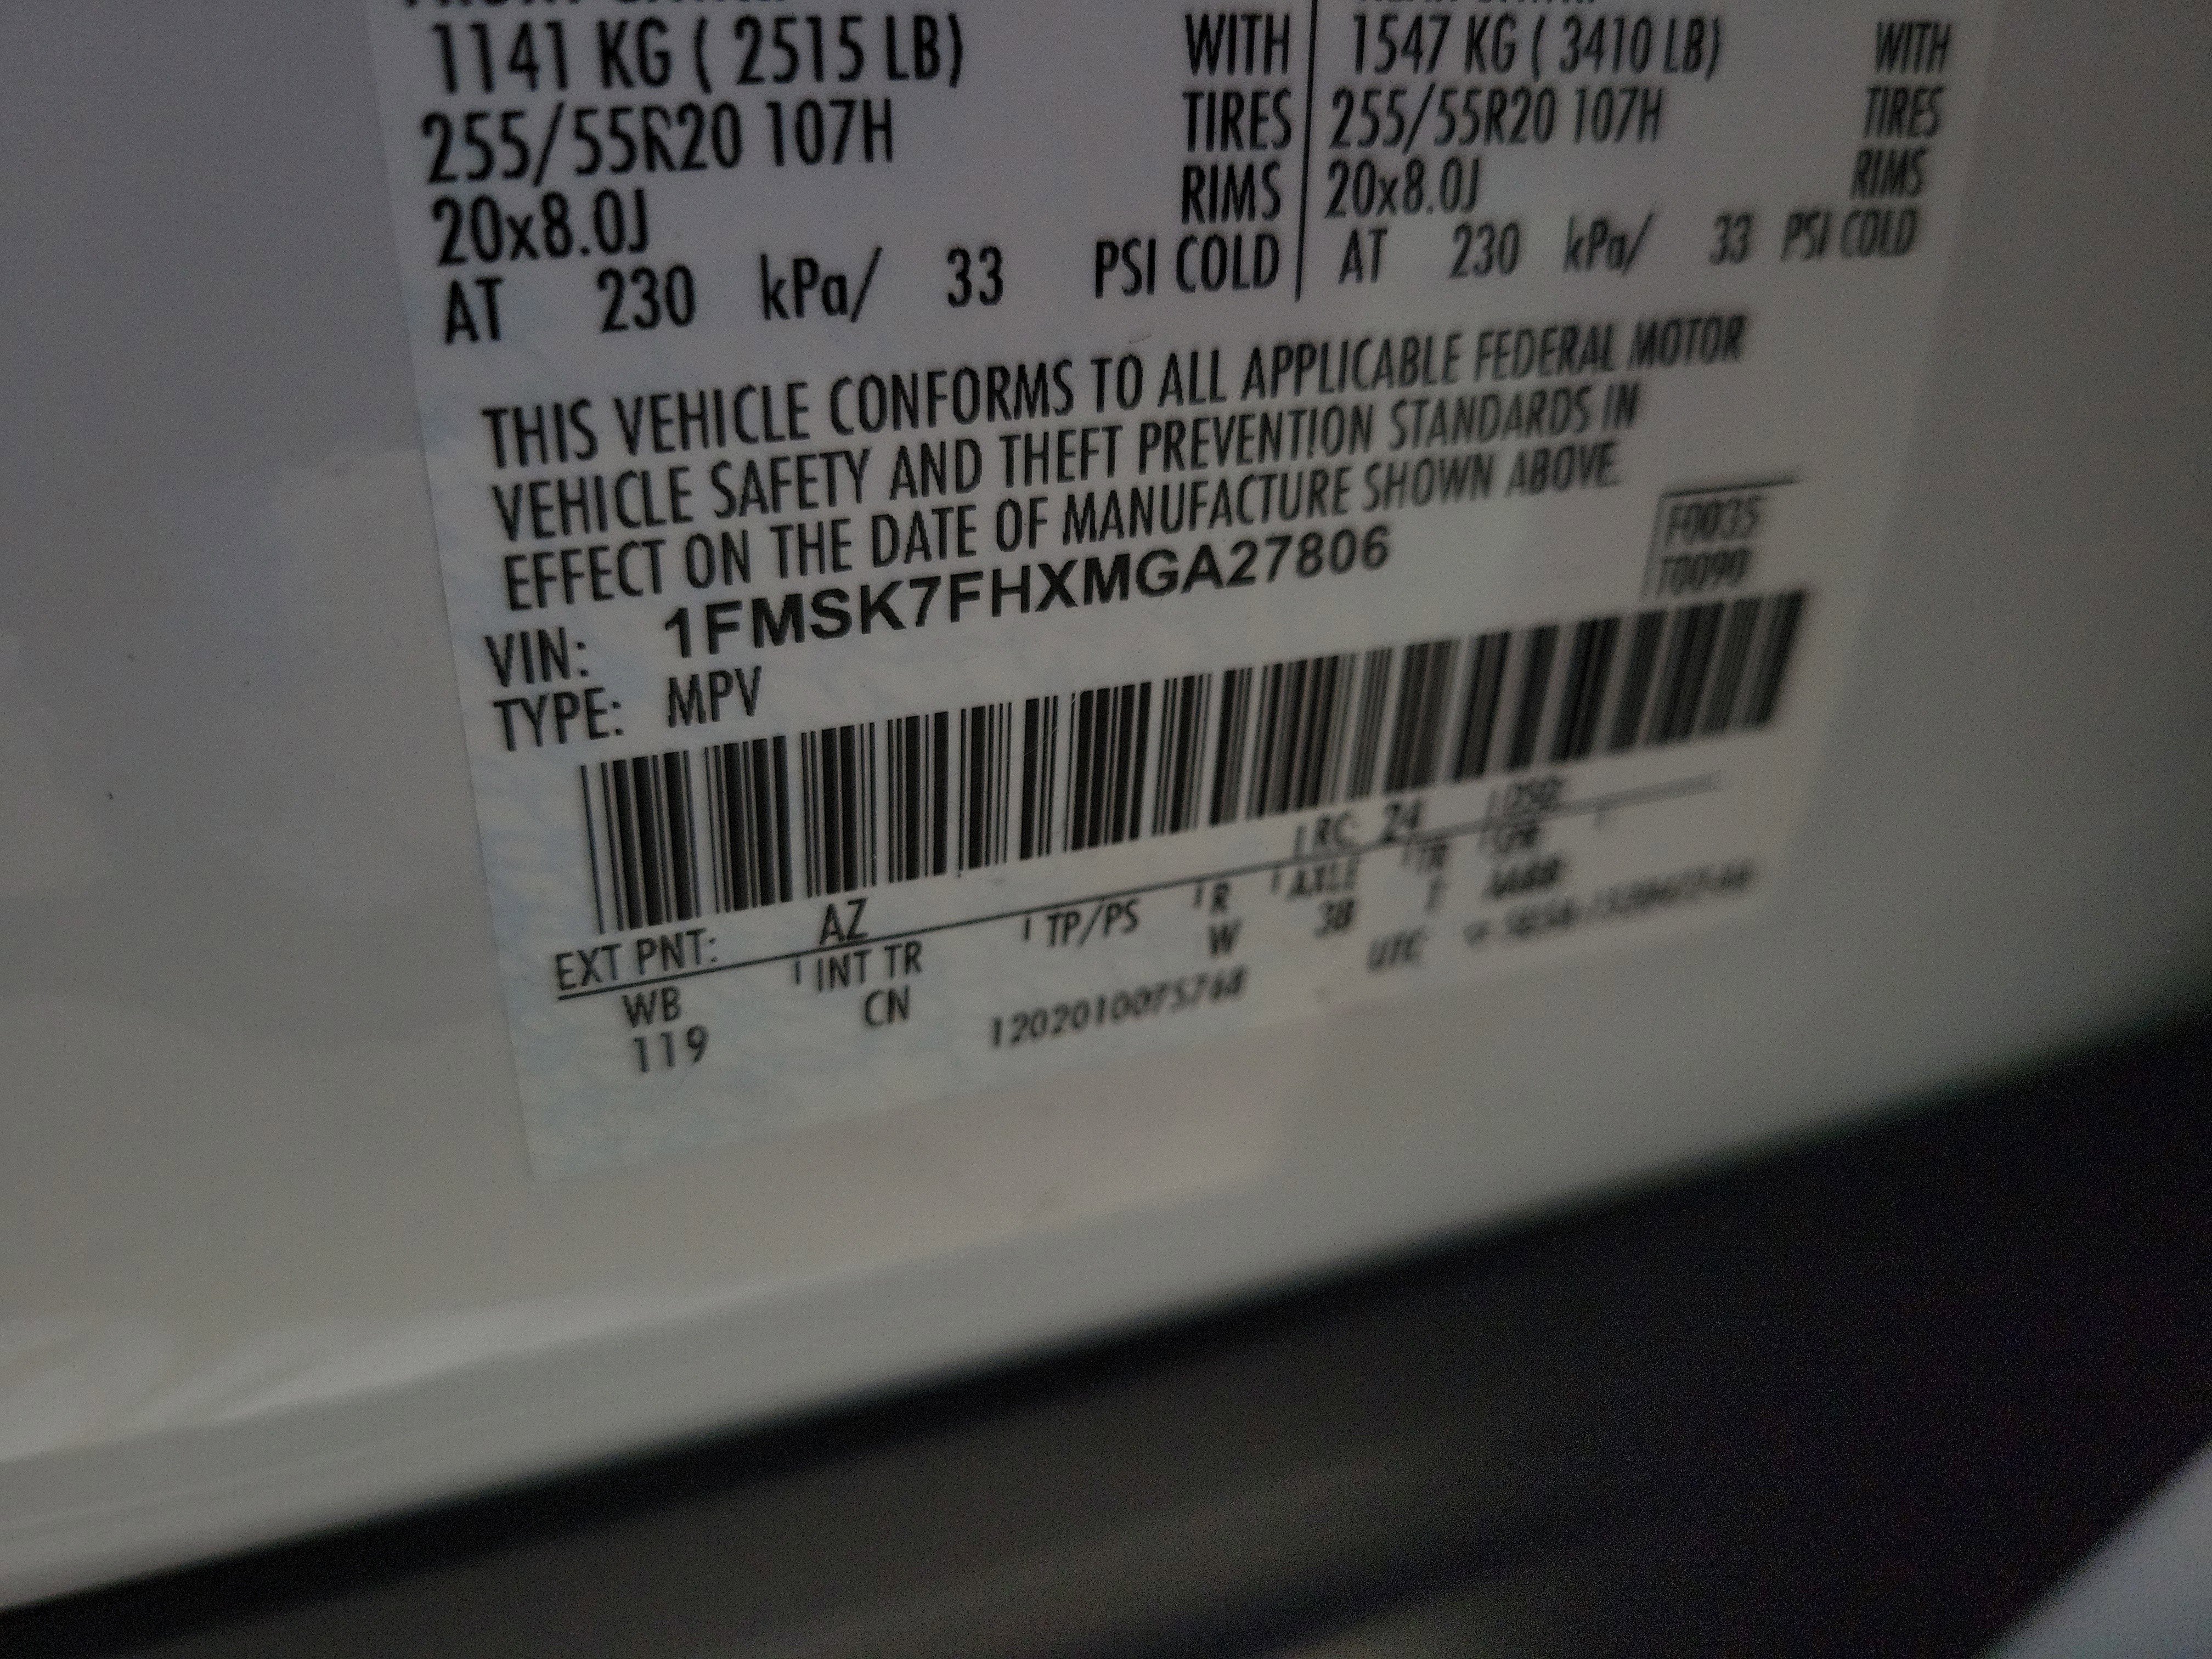 1141 KG ( 2515 LB) WITH 1547 KG ( 3410 LB) WITH
255/55R20 107H TIRES 255/55R20 107H TIRES
20x8.0J RIMS 20x8.0J RIMS
AT 230 kPa/ 33 PSI COLD AT 230 kPa/ 33 PSI COLD
THIS VEHICLE CONFORMS TO ALL APPLICABLE FEDERAL MOTOR
VEHICLE SAFETY AND THEFT PREVENTION STANDARDS IN
EFFECT ON THE DATE OF MANUFACTURE SHOWN ABOVE.
VIN: 1FMSK7FHXMGA27806
F0035
T0090
TYPE: MPV
EXT PNT: AZ RC: 24 DSO:
WB INT TR TP/PS R AXLE TR SPR
119 CN W 3B T
1202010075768 UTC